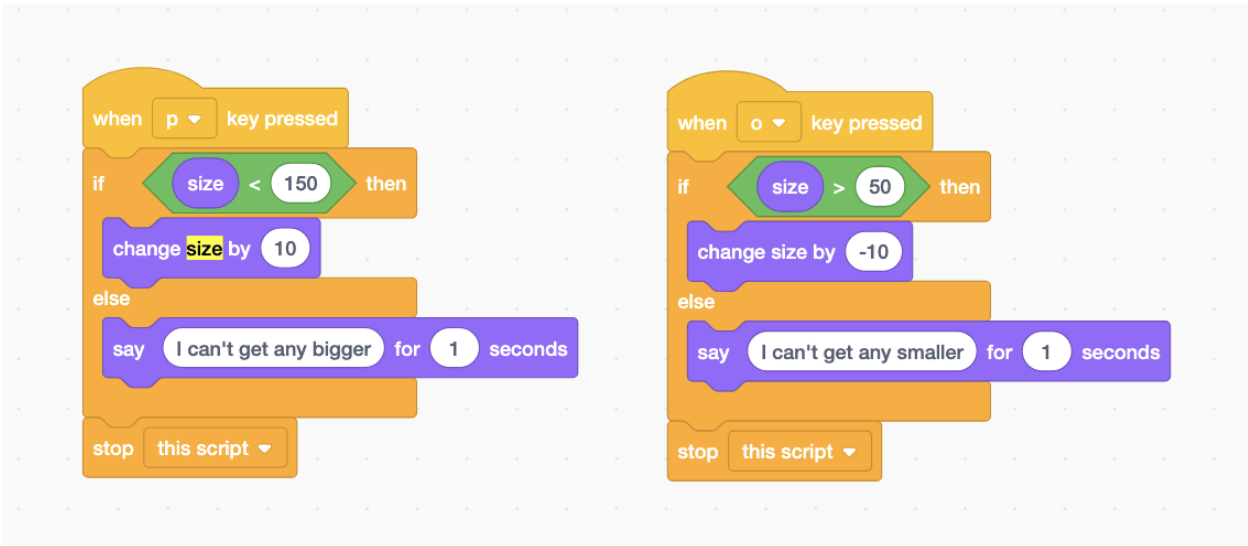 when p key pressed
if size < 150 then
change size by 10
else
say I can't get any bigger for 1 seconds
stop this script
when o key pressed
if size > 50 then
change size by -10
else
say I can't get any smaller for 1 seconds
stop this script